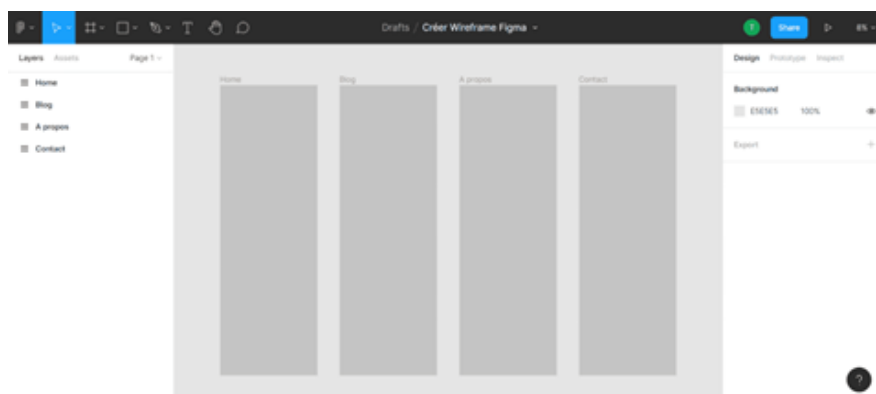 Drafts / Créer Wireframe Figma
T
Share
8%
Layers Assets Page 1
Home
Blog
A propos
Contact
Home Blog A propos Contact
Design Prototype Inspect
Background
E5E5E5 100%
Export
?